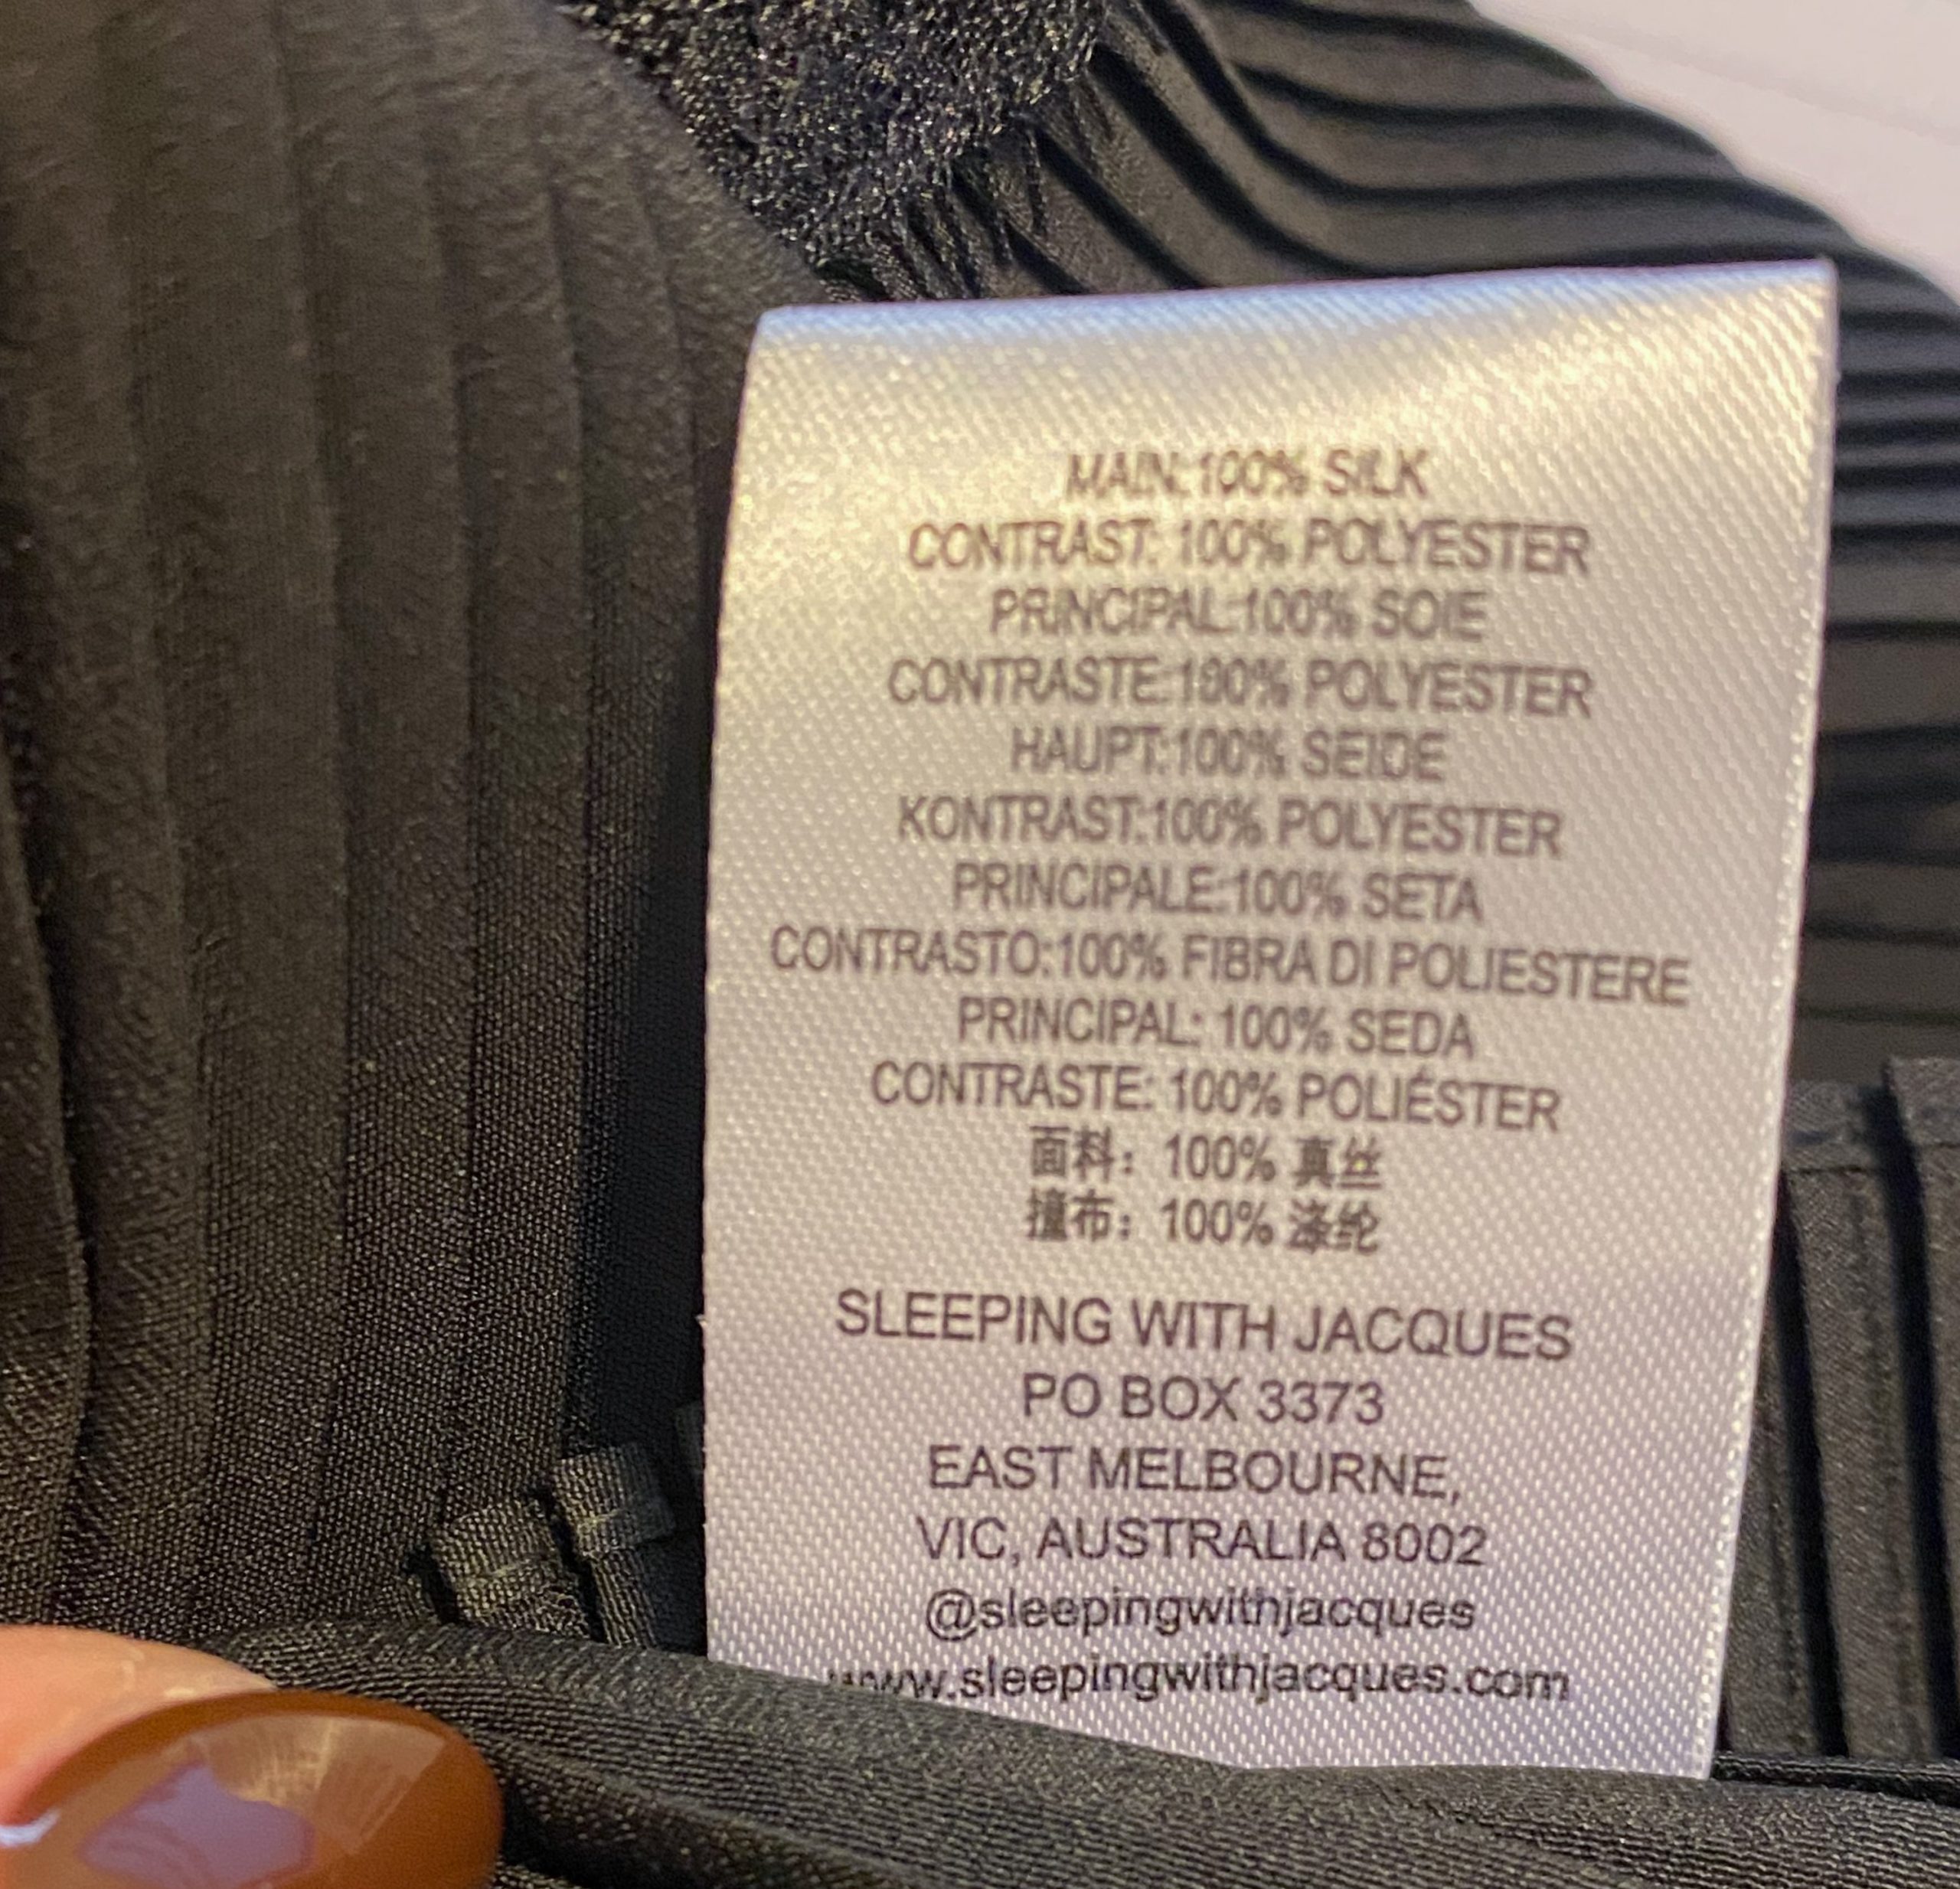 MAIN:100% SILK
CONTRAST: 100% POLYESTER
PRINCIPAL:100% SOIE
CONTRASTE:100% POLYESTER
HAUPT:100% SEIDE
KONTRAST:100% POLYESTER
PRINCIPALE:100% SETA
CONTRASTO:100% FIBRA DI POLIESTERE
PRINCIPAL: 100% SEDA
CONTRASTE: 100% POLIÉSTER
面料：100% 真丝
撞布：100% 涤纶
SLEEPING WITH JACQUES
PO BOX 3373
EAST MELBOURNE,
VIC, AUSTRALIA 8002
@sleepingwithjacques
www.sleepingwithjacques.com